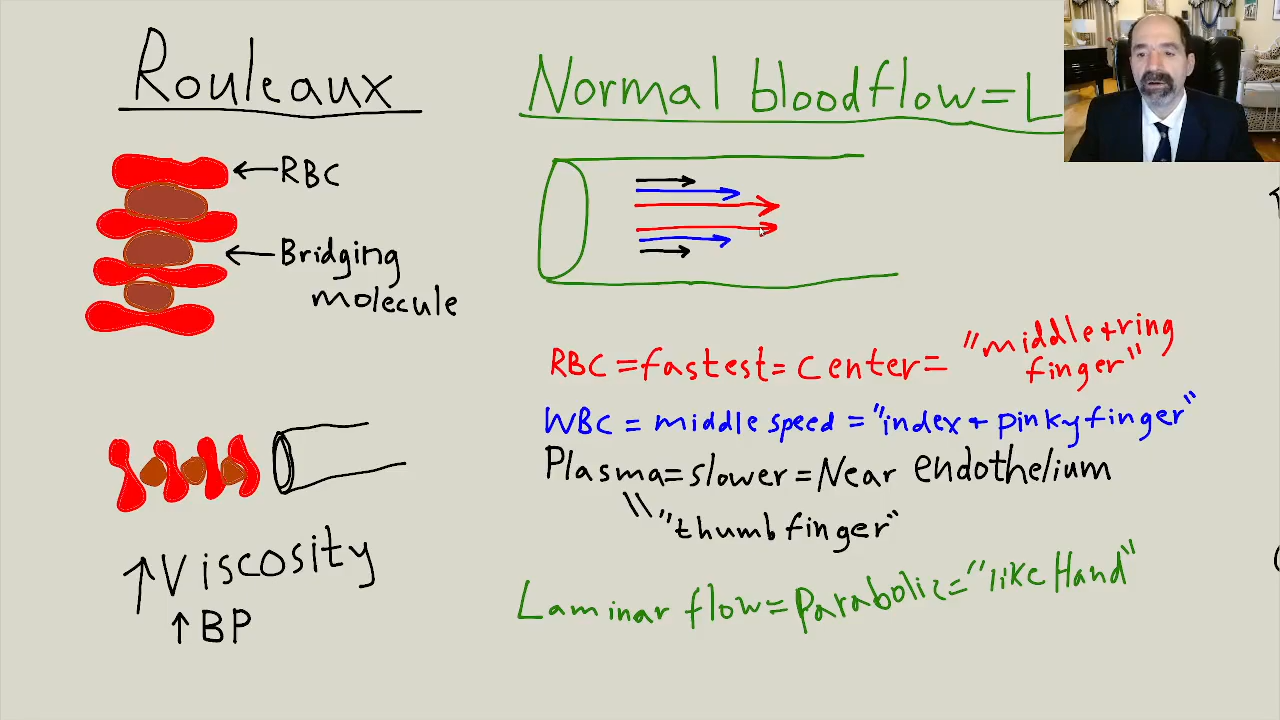 Rouleaux
← RBC
← Bridging
molecule
↑ Viscosity
↑ BP
Normal bloodflow = L
RBC = fastest = center = "middle + ring
finger"
WBC = middle speed = "index + pinky finger"
Plasma = slower = Near endothelium
\\ "thumb finger"
Laminar flow = Parabolic = "like Hand"